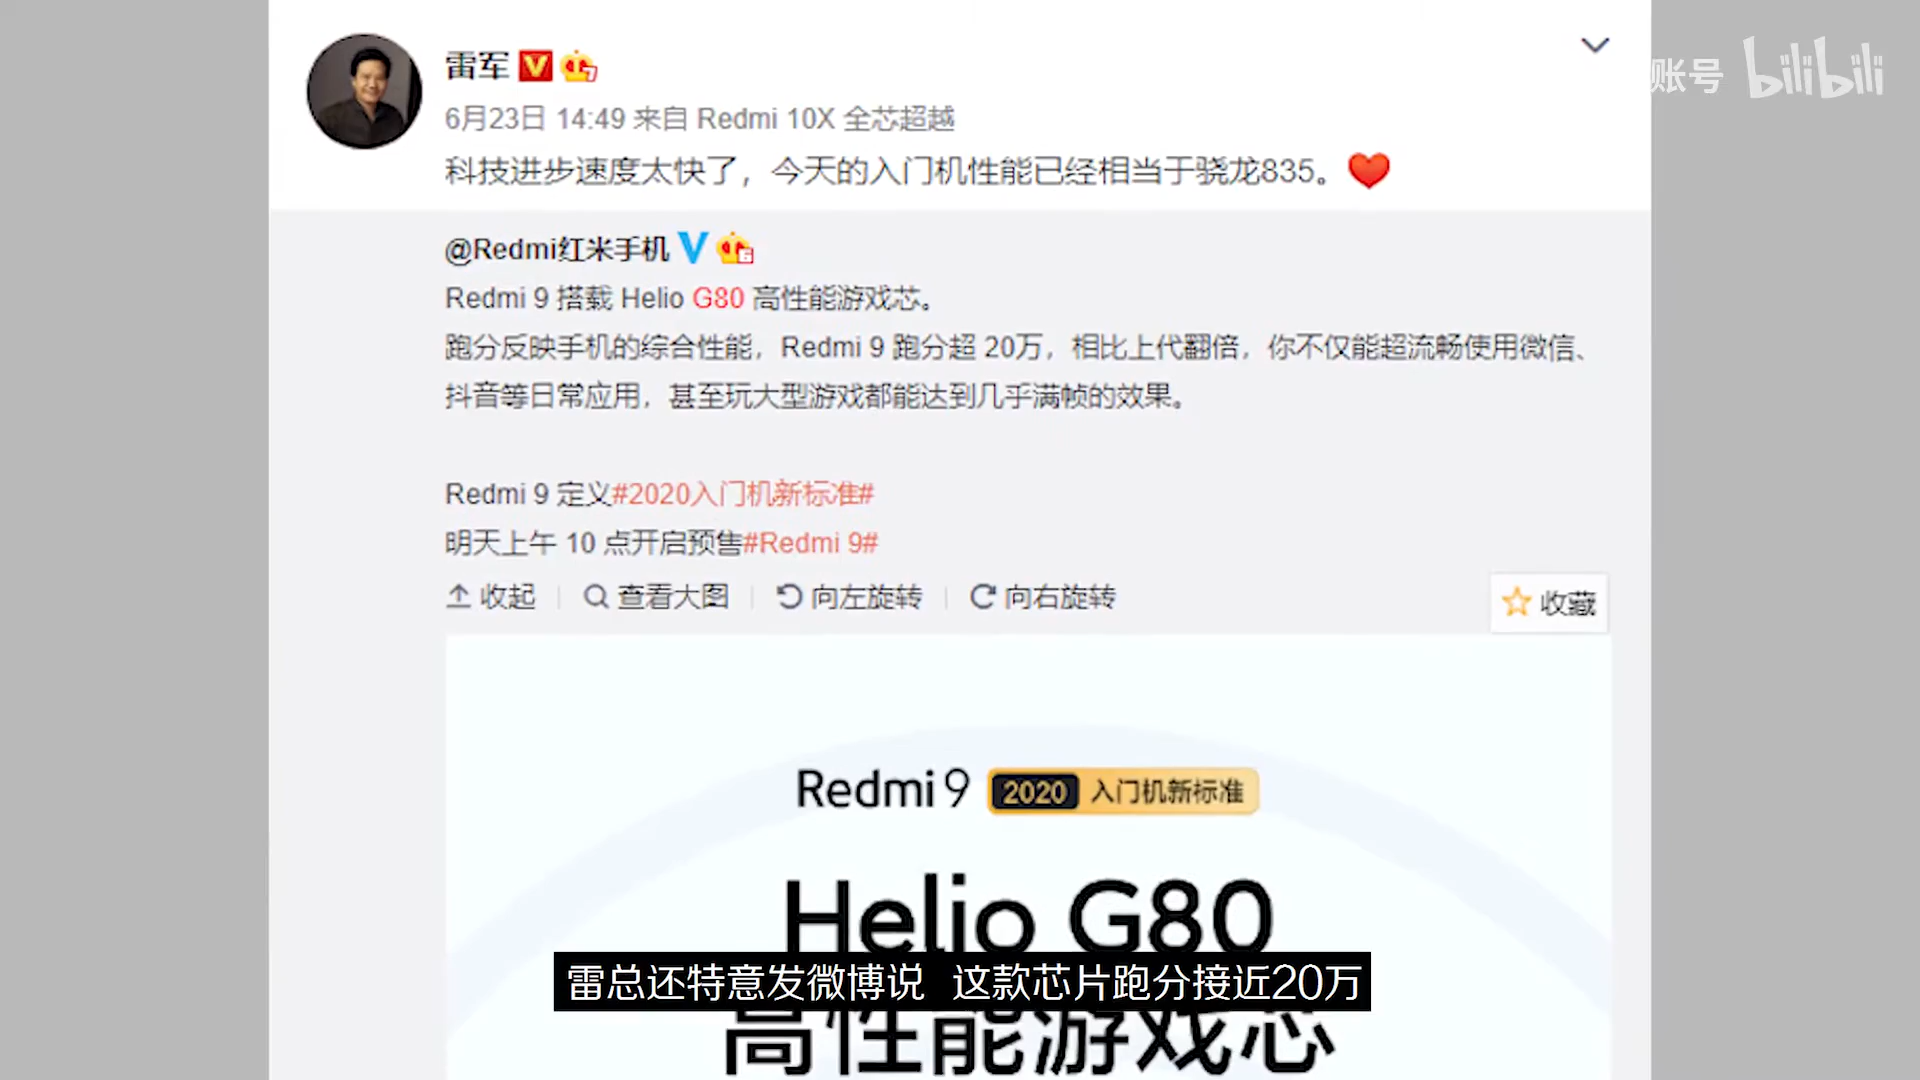 雷军
账号 bilibili
6月23日 14:49 来自 Redmi 10X 全芯超越
科技进步速度太快了，今天的入门机性能已经相当于骁龙835。
@Redmi红米手机
Redmi 9 搭载 Helio G80 高性能游戏芯。
跑分反映手机的综合性能，Redmi 9 跑分超 20万，相比上代翻倍，你不仅能超流畅使用微信、
抖音等日常应用，甚至玩大型游戏都能达到几乎满帧的效果。
Redmi 9 定义#2020入门机新标准#
明天上午 10 点开启预售#Redmi 9#
收起 查看大图 向左旋转 向右旋转
收藏
Redmi 9 2020 入门机新标准
Helio G80
雷总还特意发微博说 这款芯片跑分接近20万
高性能游戏芯